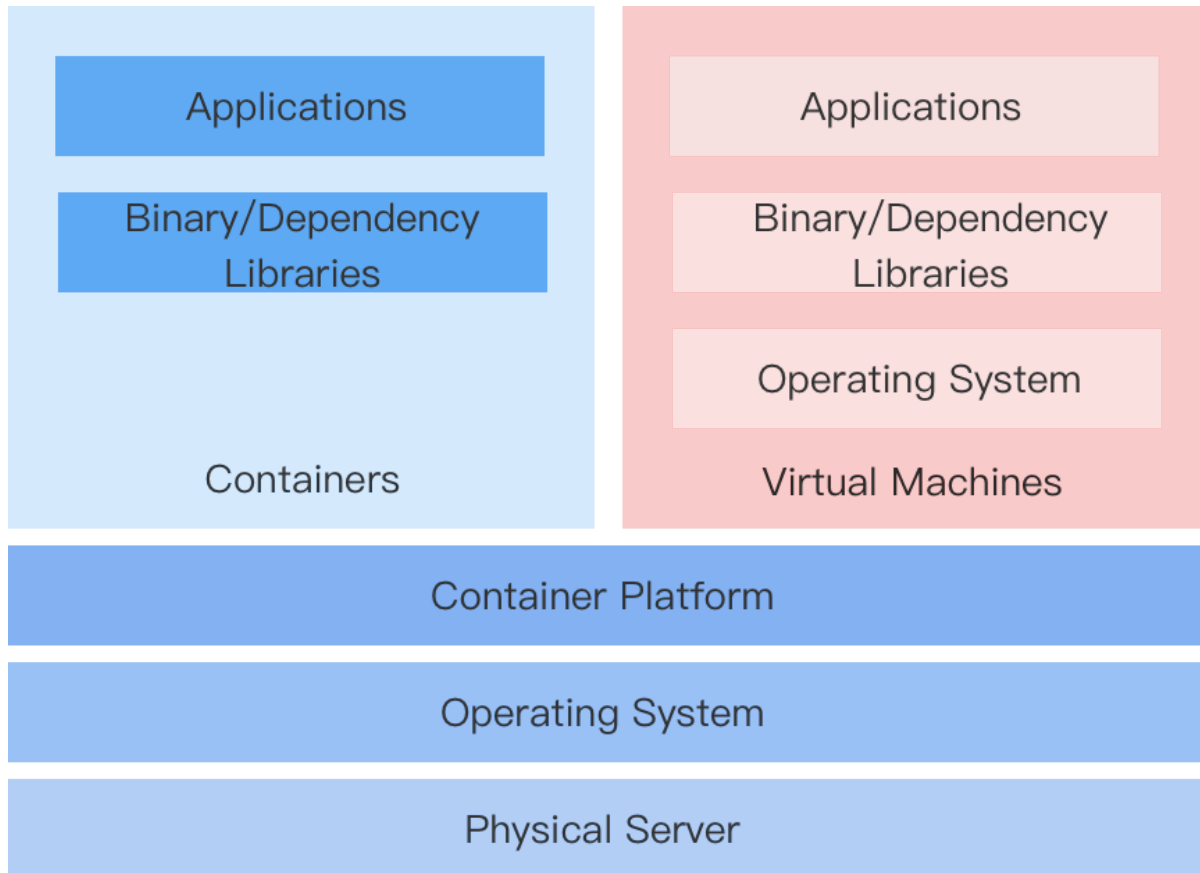 Applications
Binary/Dependency
Libraries
Containers
Applications
Binary/Dependency
Libraries
Operating System
Virtual Machines
Container Platform
Operating System
Physical Server